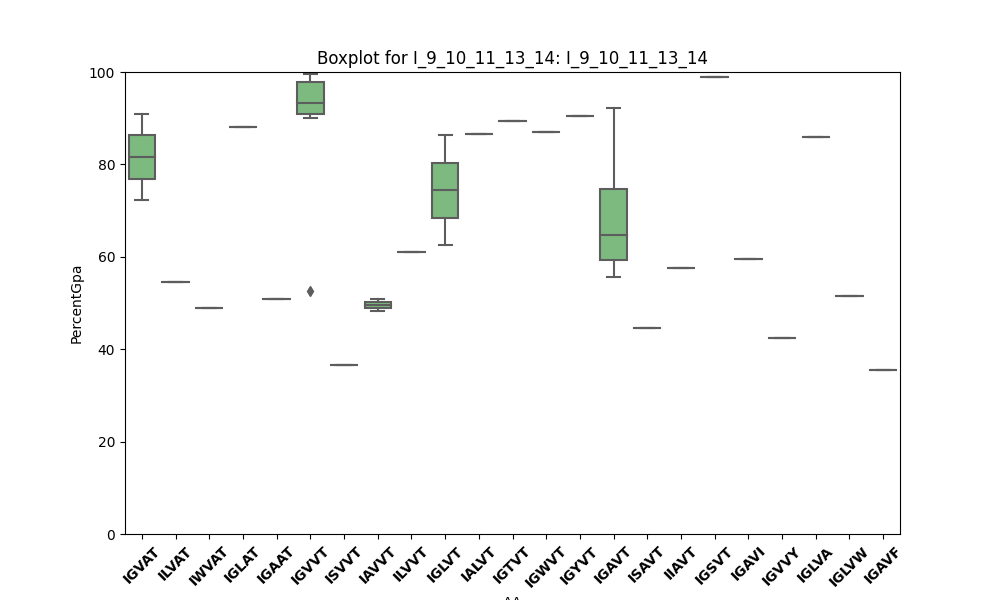 Boxplot for I_9_10_11_13_14: I_9_10_11_13_14
100
80
60
40
20
0
PercentGpa
IGVAT
ILVAT
IWVAT
IGLAT
IGAAT
IGVVT
ISVVT
IAVVT
ILVVT
IGLVT
IALVT
IGTVT
IGWVT
IGYVT
IGAVT
ISAVT
IIAVT
IGSVT
IGAVI
IGVVY
IGLVA
IGLVW
IGAVF